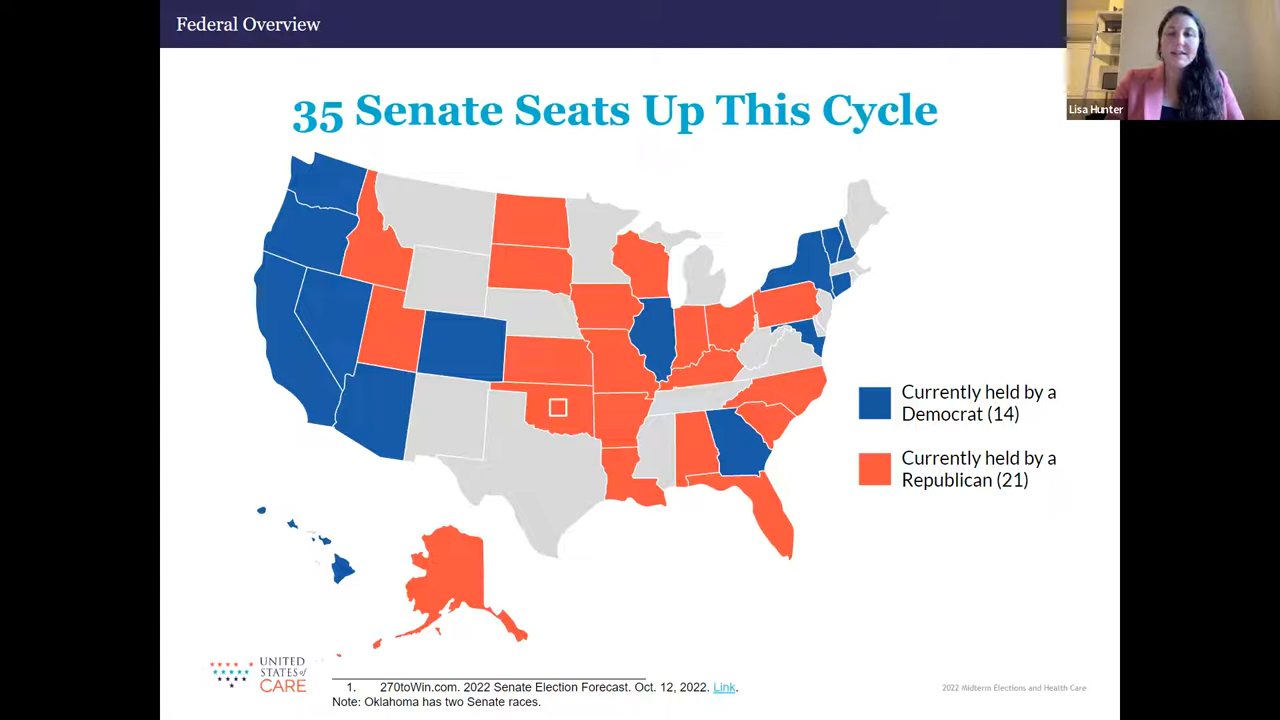 Federal Overview
Lisa Hunter
35 Senate Seats Up This Cycle
Currently held by a
Democrat (14)
Currently held by a
Republican (21)
UNITED
STATES of
CARE
1. 270toWin.com. 2022 Senate Election Forecast. Oct. 12, 2022. Link.
Note: Oklahoma has two Senate races.
2022 Midterm Elections and Health Care